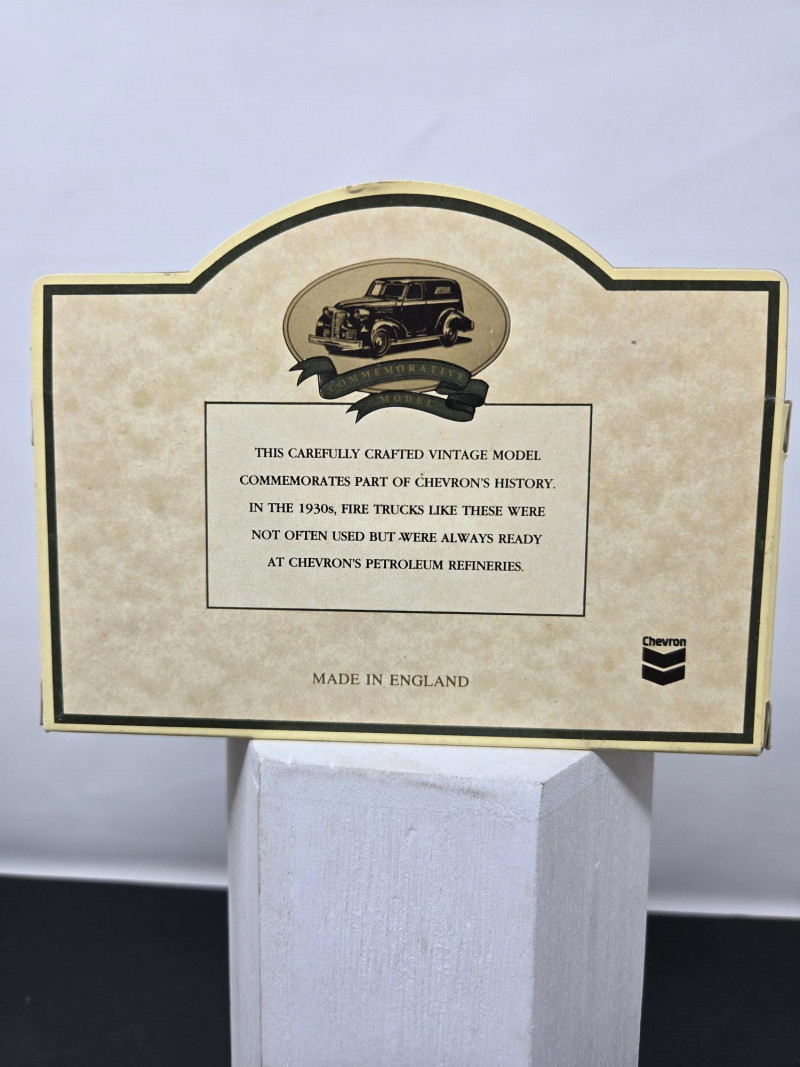 COMMEMORATIVE
MODEL
THIS CAREFULLY CRAFTED VINTAGE MODEL
COMMEMORATES PART OF CHEVRON'S HISTORY.
IN THE 1930s, FIRE TRUCKS LIKE THESE WERE
NOT OFTEN USED BUT WERE ALWAYS READY
AT CHEVRON'S PETROLEUM REFINERIES.
Chevron
MADE IN ENGLAND